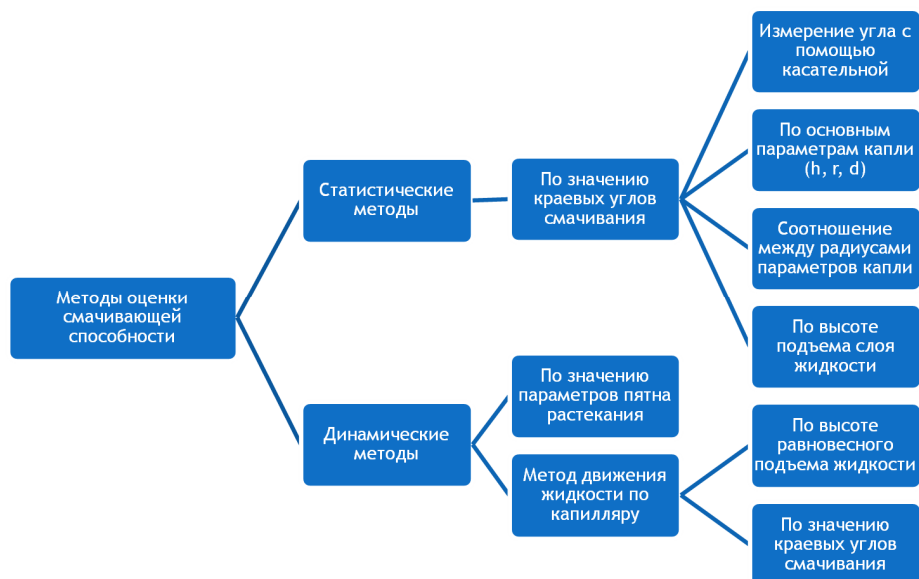 Методы оценки
смачивающей
способности
Статистические
методы
По значению
краевых углов
смачивания
Измерение угла с
помощью
касательной
По основным
параметрам капли
(h, r, d)
Соотношение
между радиусами
параметров капли
По высоте
подъема слоя
жидкости
Динамические
методы
По значению
параметров пятна
растекания
Метод движения
жидкости по
капилляру
По высоте
равновесного
подъема жидкости
По значению
краевых углов
смачивания